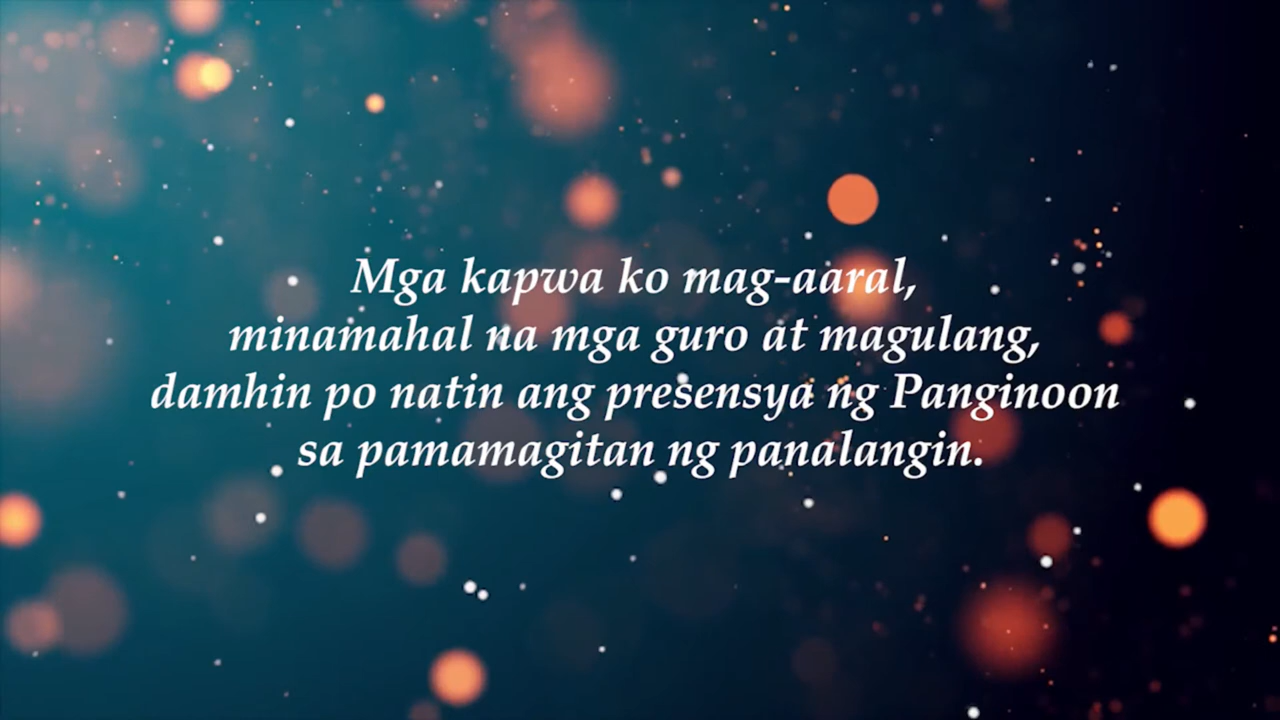 Mga kapwa ko mag-aaral,
minamahal na mga guro at magulang,
damhin po natin ang presensya ng Panginoon
sa pamamagitan ng panalangin.